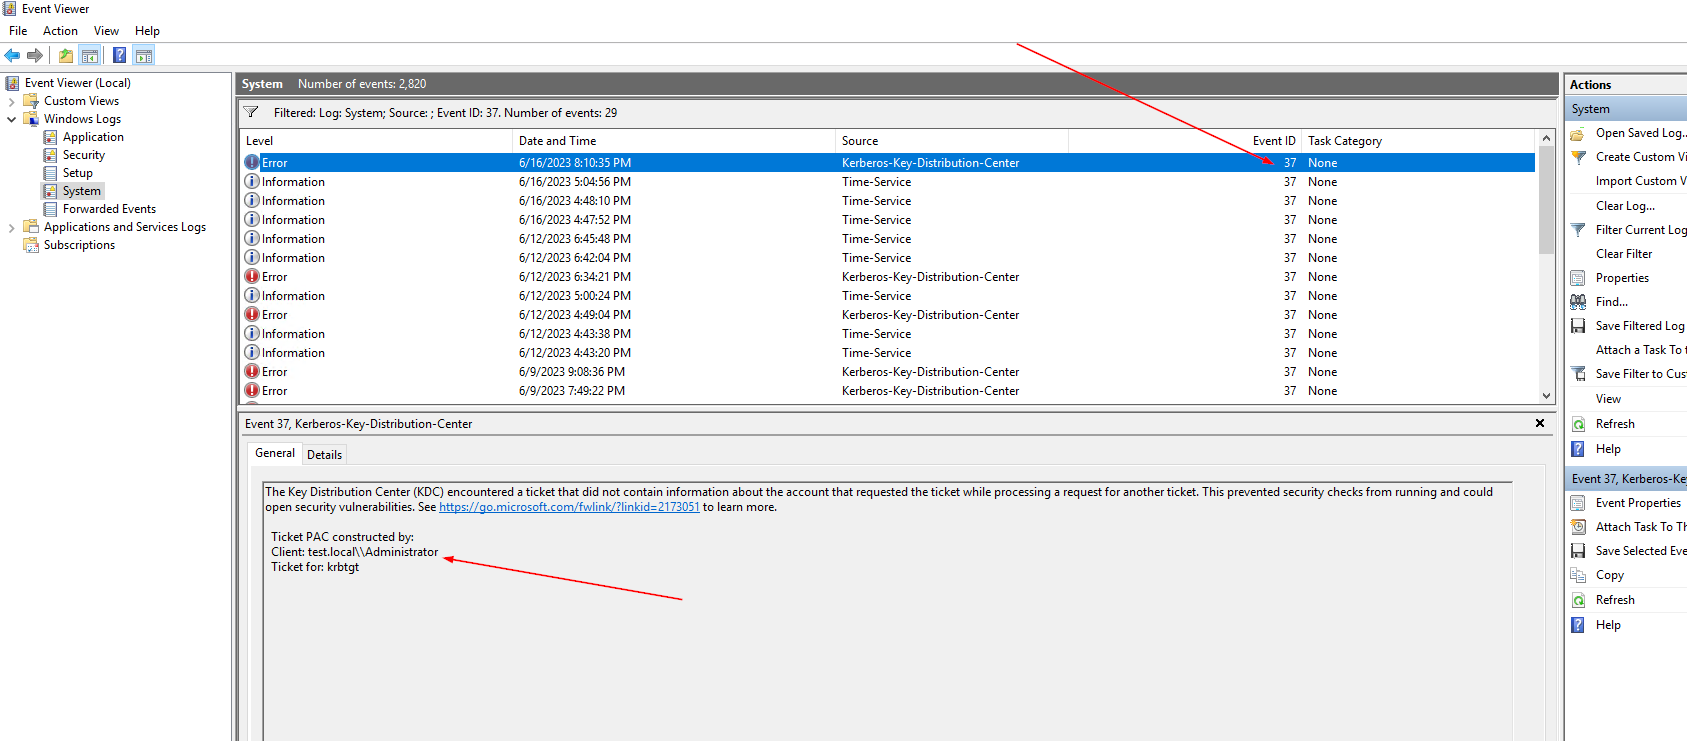 Event Viewer
File Action View Help
Event Viewer (Local)
Custom Views
Windows Logs
Application
Security
Setup
System
Forwarded Events
Applications and Services Logs
Subscriptions
System Number of events: 2,820
Filtered: Log: System; Source: ; Event ID: 37. Number of events: 29
Level Date and Time Source Event ID Task Category
Error 6/16/2023 8:10:35 PM Kerberos-Key-Distribution-Center 37 None
Information 6/16/2023 5:04:56 PM Time-Service 37 None
Information 6/16/2023 4:48:10 PM Time-Service 37 None
Information 6/16/2023 4:47:52 PM Time-Service 37 None
Information 6/12/2023 6:45:48 PM Time-Service 37 None
Information 6/12/2023 6:42:04 PM Time-Service 37 None
Error 6/12/2023 6:34:21 PM Kerberos-Key-Distribution-Center 37 None
Information 6/12/2023 5:00:24 PM Time-Service 37 None
Error 6/12/2023 4:49:04 PM Kerberos-Key-Distribution-Center 37 None
Information 6/12/2023 4:43:38 PM Time-Service 37 None
Information 6/12/2023 4:43:20 PM Time-Service 37 None
Error 6/9/2023 9:08:36 PM Kerberos-Key-Distribution-Center 37 None
Error 6/9/2023 7:49:22 PM Kerberos-Key-Distribution-Center 37 None
Event 37, Kerberos-Key-Distribution-Center
General Details
The Key Distribution Center (KDC) encountered a ticket that did not contain information about the account that requested the ticket while processing a request for another ticket. This prevented security checks from running and could
open security vulnerabilities. See https://go.microsoft.com/fwlink/?linkid=2173051 to learn more.
Ticket PAC constructed by:
Client: test.local\\Administrator
Ticket for: krbtgt
Actions
System
Open Saved Log...
Create Custom Vi
Import Custom V
Clear Log...
Filter Current Log
Clear Filter
Properties
Find...
Save Filtered Log
Attach a Task To t
Save Filter to Cus
View
Refresh
Help
Event 37, Kerberos-Key
Event Properties
Attach Task To Th
Save Selected Eve
Copy
Refresh
Help